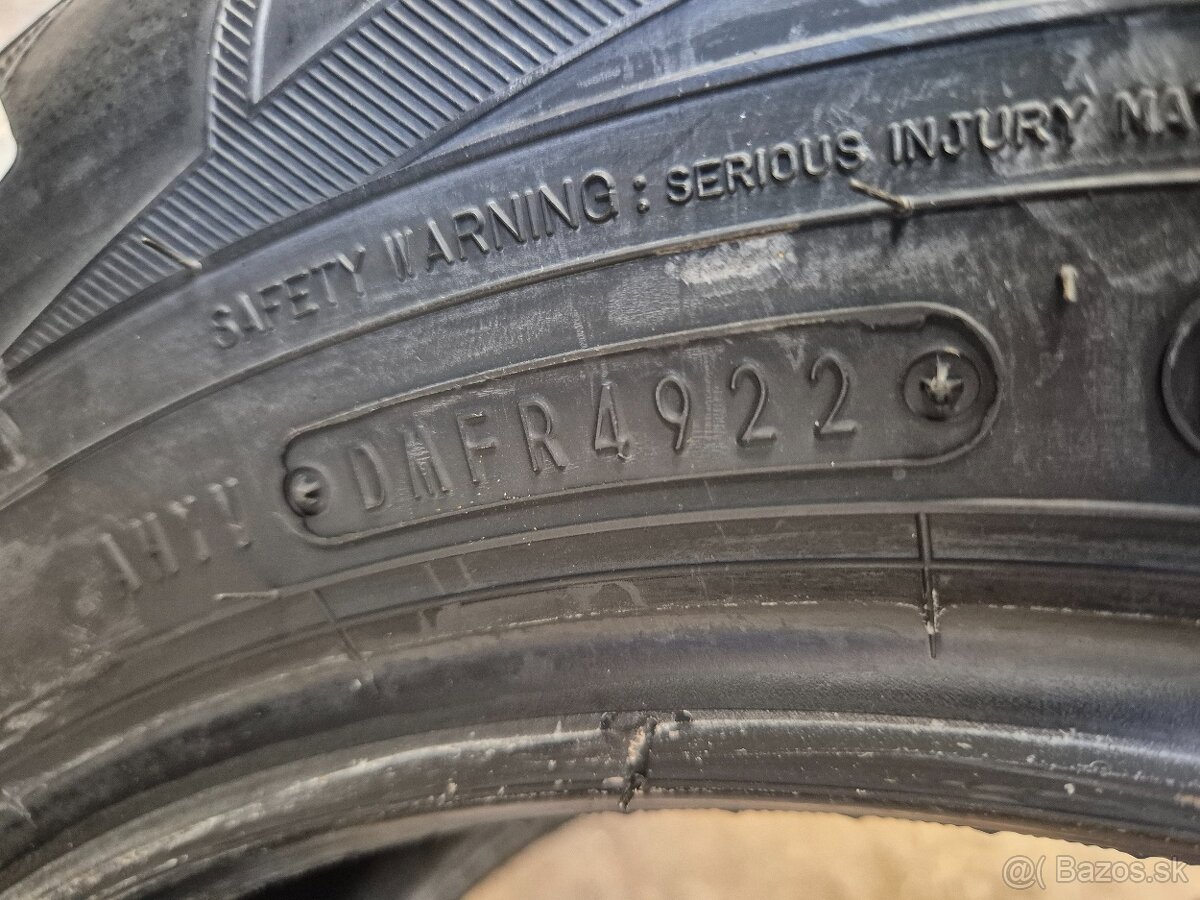 SAFETY WARNING: SERIOUS INJURY MA
DMFR4922
@ Bazos.sk